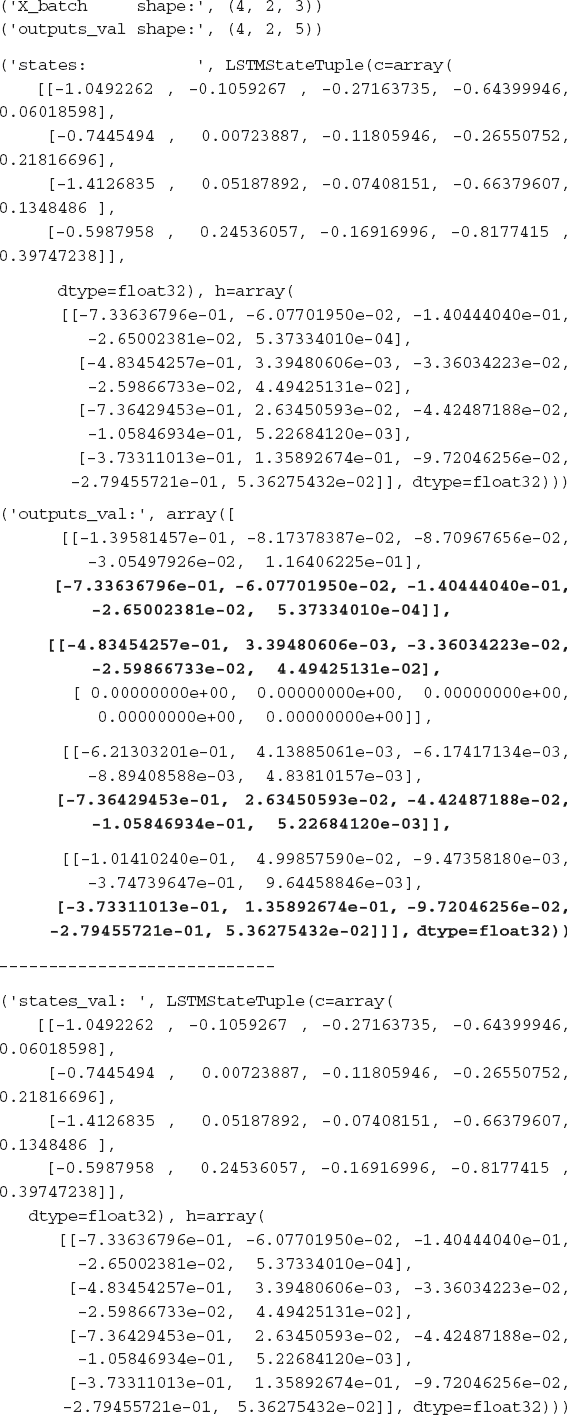 ('X_batch     shape:', (4, 2, 3))
('outputs_val shape:', (4, 2, 5))
('states:           ', LSTMStateTuple(c=array(
[[-1.0492262 , -0.1059267 , -0.27163735, -0.64399946,
0.06018598],
[-0.7445494 ,  0.00723887, -0.11805946, -0.26550752,
0.21816696],
[-1.4126835 ,  0.05187892, -0.07408151, -0.66379607,
0.1348486 ],
[-0.5987958 ,  0.24536057, -0.16916996, -0.8177415 ,
0.39747238]],
dtype=float32), h=array(
[[-7.33636796e-01, -6.07701950e-02, -1.40444040e-01,
-2.65002381e-02, 5.37334010e-04],
[-4.83454257e-01, 3.39480606e-03, -3.36034223e-02,
-2.59866733e-02, 4.49425131e-02],
[-7.36429453e-01, 2.63450593e-02, -4.42487188e-02,
-1.05846934e-01, 5.22684120e-03],
[-3.73311013e-01, 1.35892674e-01, -9.72046256e-02,
-2.79455721e-01, 5.36275432e-02]], dtype=float32)))
('outputs_val:', array([
[[-1.39581457e-01, -8.17378387e-02, -8.70967656e-02,
-3.05497926e-02,  1.16406225e-01],
[-7.33636796e-01, -6.07701950e-02, -1.40444040e-01,
-2.65002381e-02,  5.37334010e-04]],
[[-4.83454257e-01,  3.39480606e-03, -3.36034223e-02,
-2.59866733e-02,  4.49425131e-02],
[ 0.00000000e+00,  0.00000000e+00,  0.00000000e+00,
0.00000000e+00,  0.00000000e+00]],
[[-6.21303201e-01,  4.13885061e-03, -6.17417134e-03,
-8.89408588e-03,  4.83810157e-03],
[-7.36429453e-01,  2.63450593e-02, -4.42487188e-02,
-1.05846934e-01,  5.22684120e-03]],
[[-1.01410240e-01,  4.99857590e-02, -9.47358180e-03,
-3.74739647e-01,  9.64458846e-03],
[-3.73311013e-01,  1.35892674e-01, -9.72046256e-02,
-2.79455721e-01, 5.36275432e-02]]], dtype=float32))
----------------------------
('states_val: ', LSTMStateTuple(c=array(
[[-1.0492262 , -0.1059267 , -0.27163735, -0.64399946,
0.06018598],
[-0.7445494 ,  0.00723887, -0.11805946, -0.26550752,
0.21816696],
[-1.4126835 ,  0.05187892, -0.07408151, -0.66379607,
0.1348486 ],
[-0.5987958 ,  0.24536057, -0.16916996, -0.8177415 ,
0.39747238]],
dtype=float32), h=array(
[[-7.33636796e-01, -6.07701950e-02, -1.40444040e-01,
-2.65002381e-02,  5.37334010e-04],
[-4.83454257e-01,  3.39480606e-03, -3.36034223e-02,
-2.59866733e-02,  4.49425131e-02],
[-7.36429453e-01,  2.63450593e-02, -4.42487188e-02,
-1.05846934e-01,  5.22684120e-03],
[-3.73311013e-01,  1.35892674e-01, -9.72046256e-02,
-2.79455721e-01,  5.36275432e-02]], dtype=float32)))